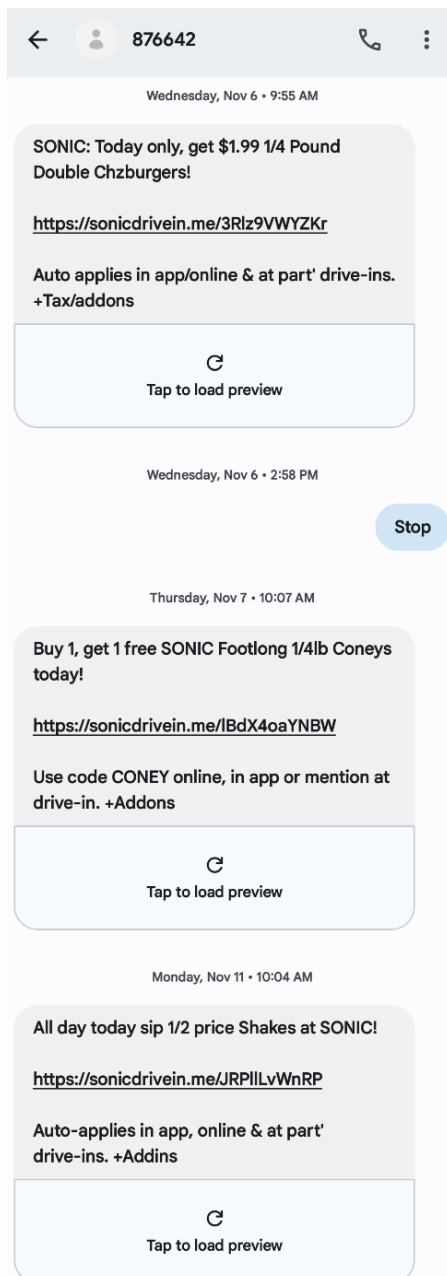 876642
Wednesday, Nov 6 • 9:55 AM
SONIC: Today only, get $1.99 1/4 Pound
Double Chzburgers!
https://sonicdrivein.me/3Rlz9VWYZKr
Auto applies in app/online & at part' drive-ins.
+Tax/addons
Tap to load preview
Wednesday, Nov 6 • 2:58 PM
Stop
Thursday, Nov 7 • 10:07 AM
Buy 1, get 1 free SONIC Footlong 1/4lb Coneys
today!
https://sonicdrivein.me/lBdX4oaYNBW
Use code CONEY online, in app or mention at
drive-in. +Addons
Tap to load preview
Monday, Nov 11 • 10:04 AM
All day today sip 1/2 price Shakes at SONIC!
https://sonicdrivein.me/JRPllLvWnRP
Auto-applies in app, online & at part'
drive-ins. +Addins
Tap to load preview